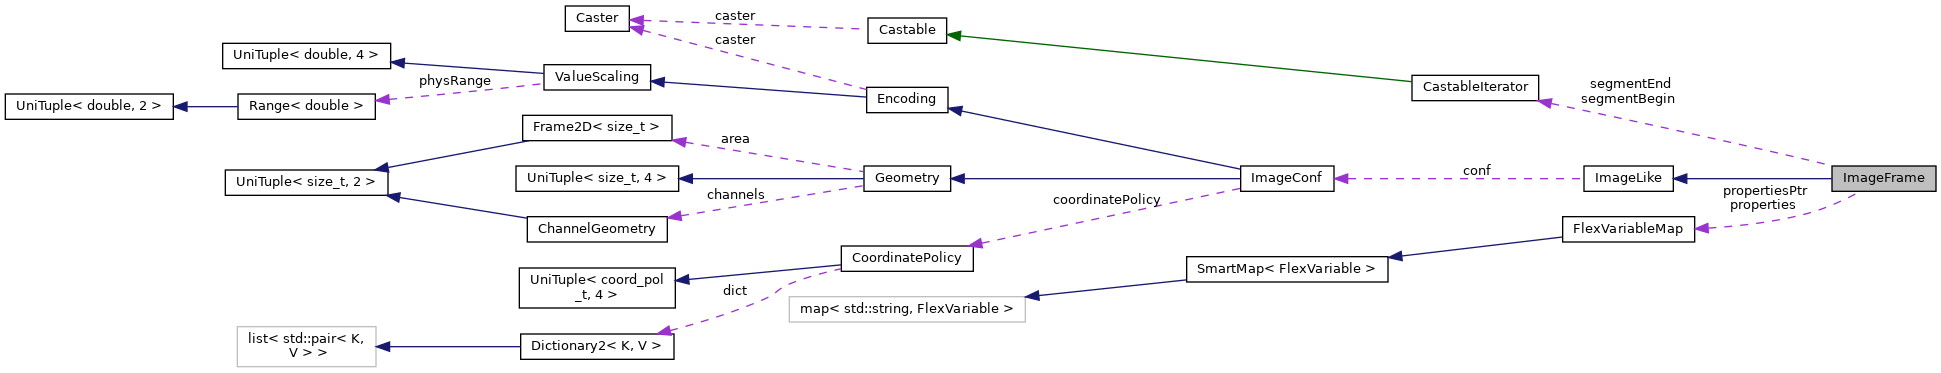 Caster
caster
Castable
caster
UniTuple< double, 4 >
ValueScaling
physRange
segmentEnd
segmentBegin
CastableIterator
UniTuple< double, 2 >
Range< double >
Encoding
Frame2D< size_t >
area
UniTuple< size_t, 2 >
UniTuple< size_t, 4 >
Geometry
ImageConf
conf
ImageLike
ImageFrame
channels
coordinatePolicy
propertiesPtr
properties
ChannelGeometry
FlexVariableMap
CoordinatePolicy
SmartMap< FlexVariable >
UniTuple< coord_pol
_t, 4 >
dict
map< std::string, FlexVariable >
list< std::pair< K,
V > >
Dictionary2< K, V >